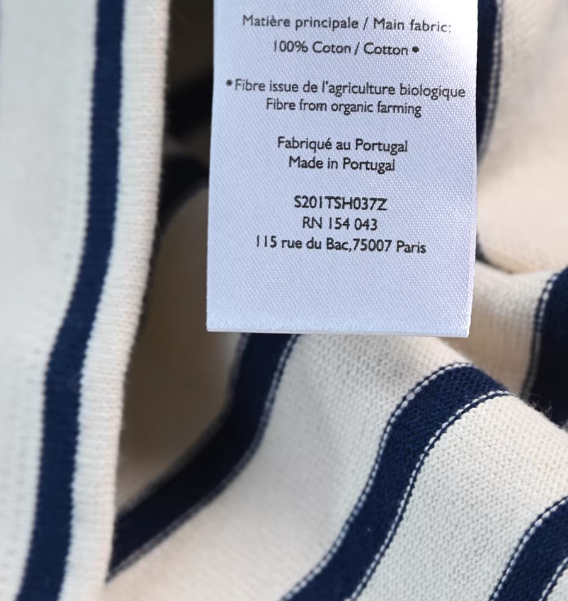 Matière principale / Main fabric:
100% Coton / Cotton •
•Fibre issue de l'agriculture biologique
Fibre from organic farming
Fabriqué au Portugal
Made in Portugal
S201TSH037Z
RN 154 043
115 rue du Bac,75007 Paris